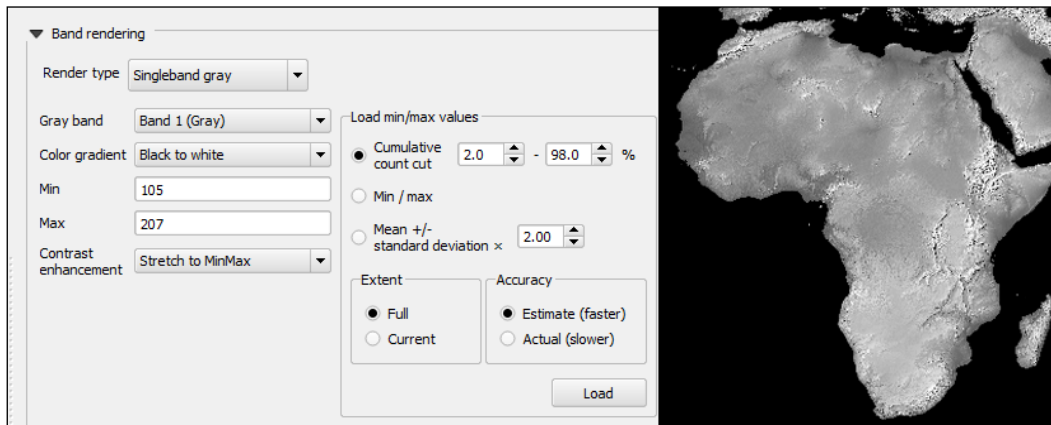 Band rendering
Render type Singleband gray
Gray band Band 1 (Gray)
Color gradient Black to white
Min 105
Max 207
Contrast
enhancement Stretch to MinMax
Load min/max values
Cumulative
count cut 2.0 - 98.0 %
Min / max
Mean +/-
standard deviation × 2.00
Extent
Full
Current
Accuracy
Estimate (faster)
Actual (slower)
Load